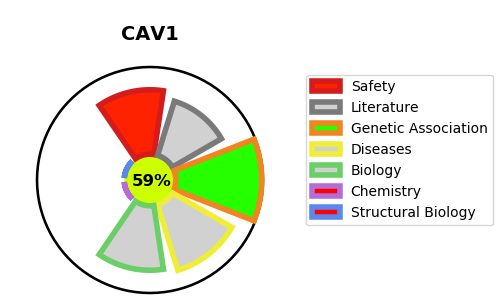 CAV1
59%
Safety
Literature
Genetic Association
Diseases
Biology
Chemistry
Structural Biology